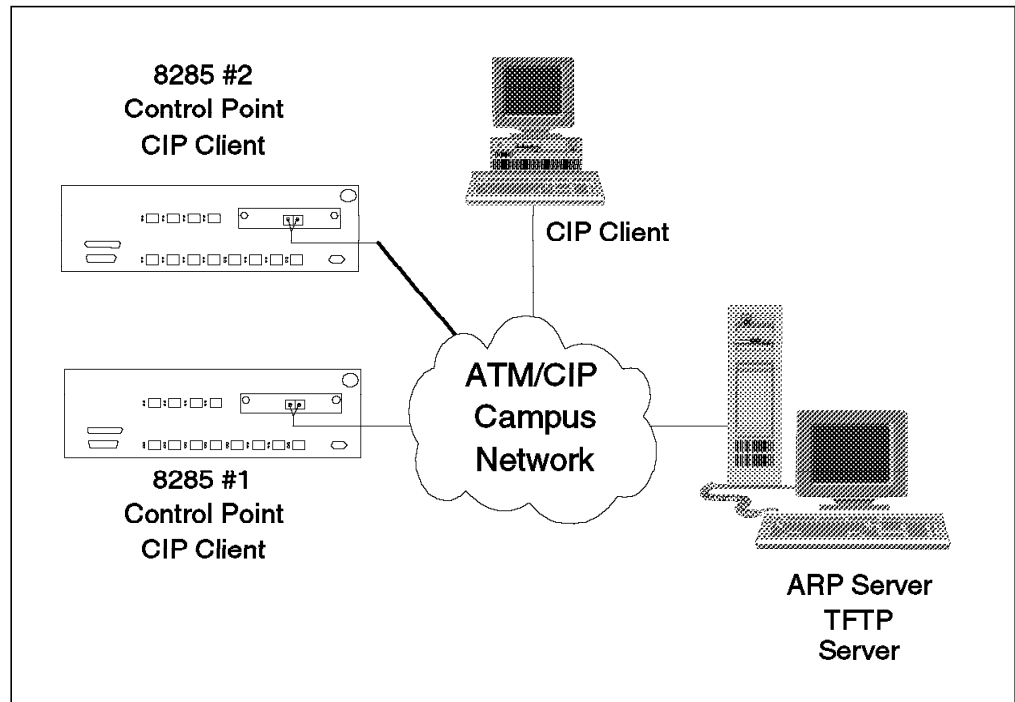 8285 #2
Control Point
CIP Client
CIP Client
ATM/CIP
Campus
Network
8285 #1
Control Point
CIP Client
ARP Server
TFTP
Server